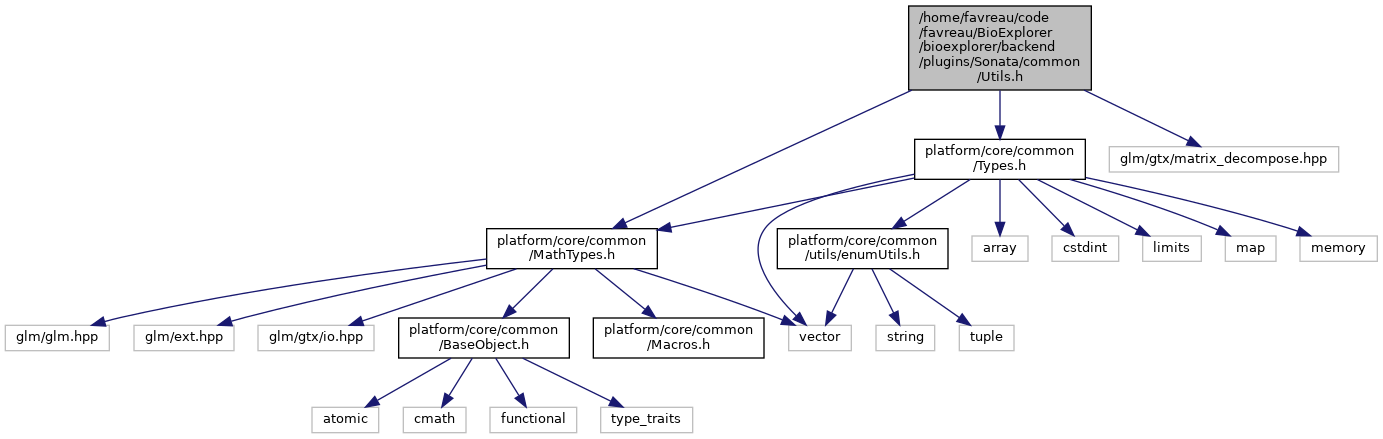 /home/favreau/code
/favreau/BioExplorer
/bioexplorer/backend
/plugins/Sonata/common
/Utils.h
platform/core/common
/Types.h
glm/gtx/matrix_decompose.hpp
platform/core/common
/MathTypes.h
platform/core/common
/utils/enumUtils.h
array
cstdint
limits
map
memory
glm/glm.hpp
glm/ext.hpp
glm/gtx/io.hpp
platform/core/common
/BaseObject.h
platform/core/common
/Macros.h
vector
string
tuple
atomic
cmath
functional
type_traits